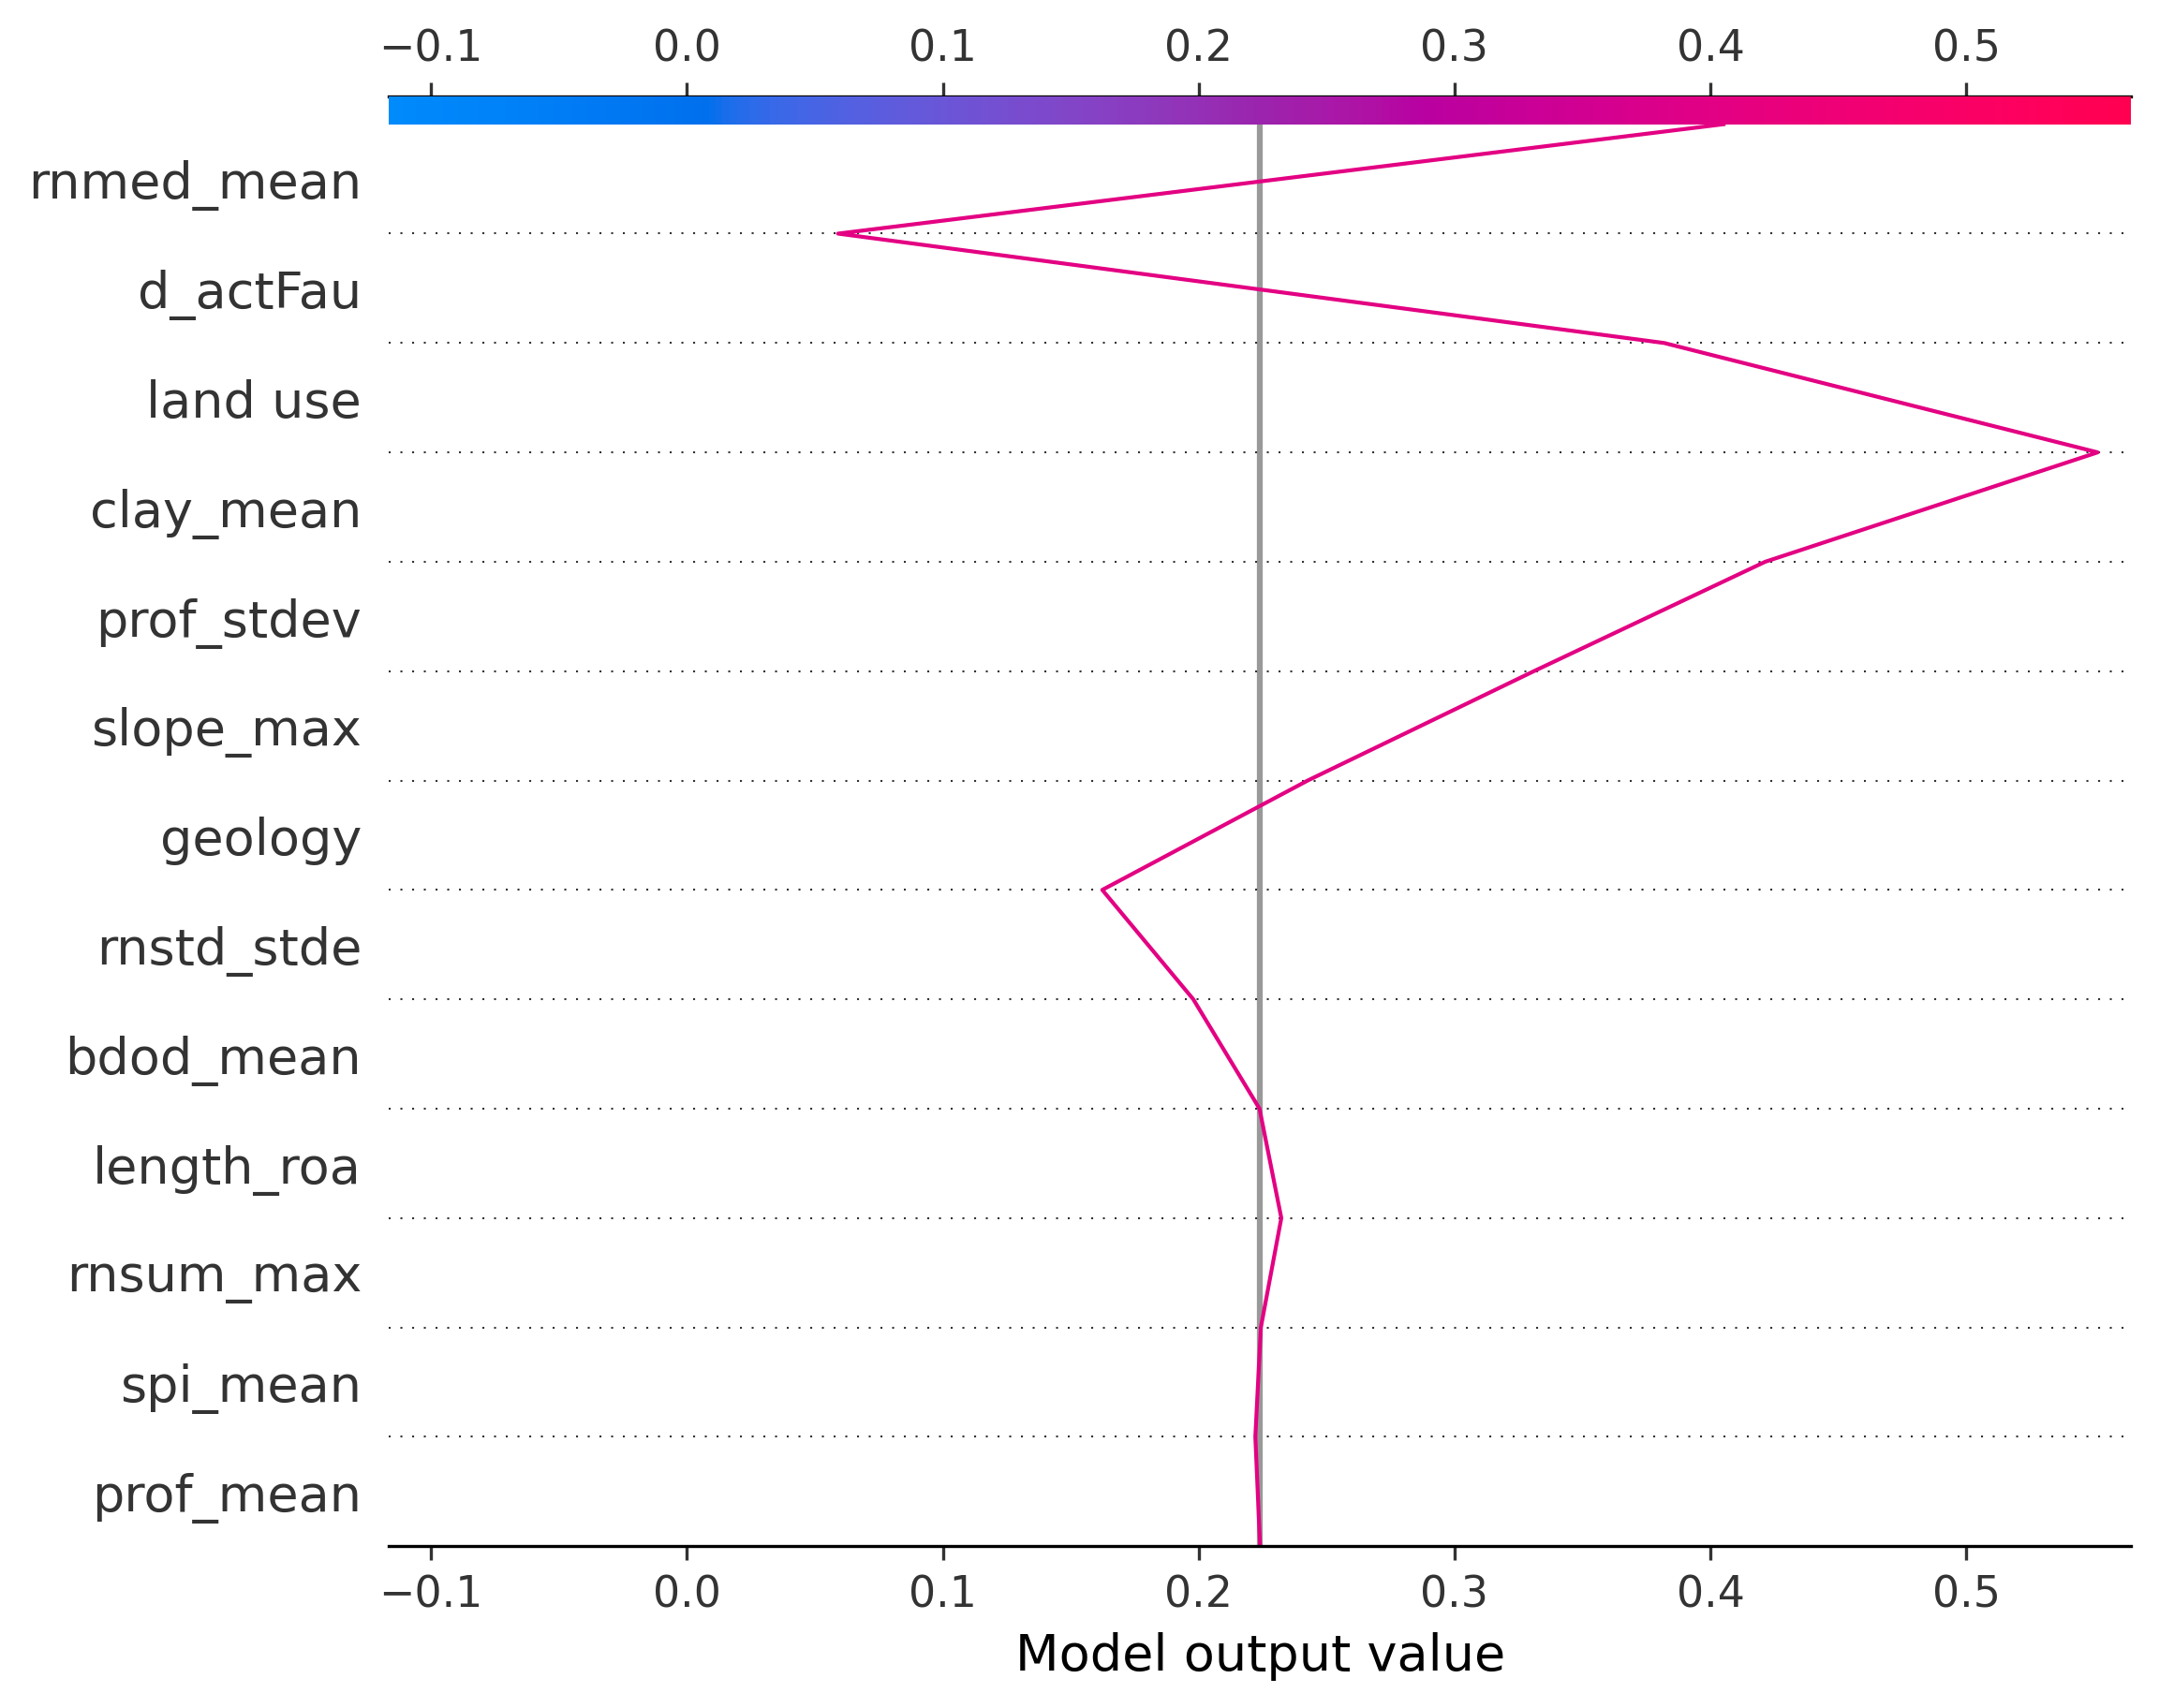 −0.1 0.0 0.1 0.2 0.3 0.4 0.5
rnmed_mean
d_actFau
land use
clay_mean
prof_stdev
slope_max
geology
rnstd_stde
bdod_mean
length_roa
rnsum_max
spi_mean
prof_mean
−0.1 0.0 0.1 0.2 0.3 0.4 0.5
Model output value